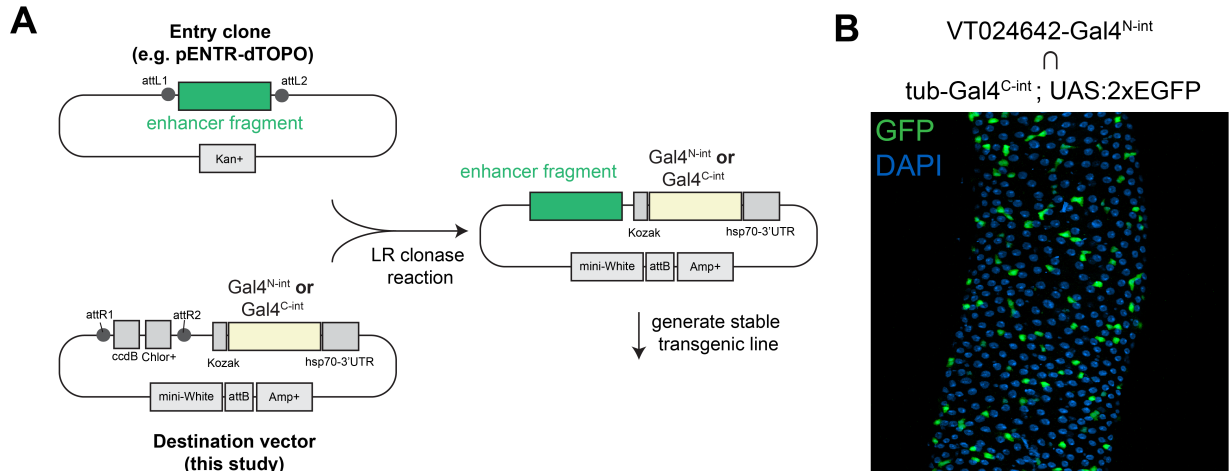 A
Entry clone
(e.g. pENTR-dTOPO)
attL1
attL2
enhancer fragment
Kan+
attR1
attR2
Gal4N-int or
Gal4C-int
ccdB
Chlor+
Kozak
hsp70-3'UTR
mini-White
attB
Amp+
Destination vector
(this study)
LR clonase
reaction
enhancer fragment
Gal4N-int or
Gal4C-int
Kozak
hsp70-3'UTR
mini-White
attB
Amp+
generate stable
transgenic line
B
VT024642-Gal4N-int
∩
tub-Gal4C-int ; UAS:2xEGFP
GFP
DAPI